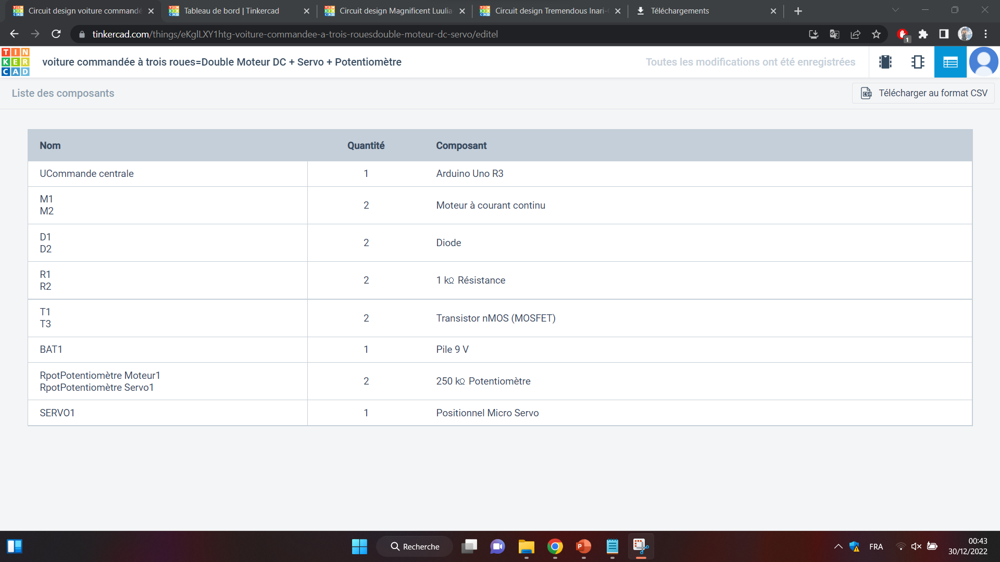 Circuit design voiture commandé
Tableau de bord | Tinkercad
Circuit design Magnificent Luulia
Circuit design Tremendous Inari-
Téléchargements
tinkercad.com/things/eKglLXY1htg-voiture-commandee-a-trois-rouesdouble-moteur-dc-servo/editel
1
TIN
KER
CAD
voiture commandée à trois roues=Double Moteur DC + Servo + Potentiomètre
Toutes les modifications ont été enregistrées
Liste des composants
Télécharger au format CSV
Nom Quantité Composant
UCommande centrale 1 Arduino Uno R3
M1
M2
2 Moteur à courant continu
D1
D2
2 Diode
R1
R2
2 1 kΩ Résistance
T1
T3
2 Transistor nMOS (MOSFET)
BAT1 1 Pile 9 V
RpotPotentiomètre Moteur1
RpotPotentiomètre Servo1
2 250 kΩ Potentiomètre
SERVO1 1 Positionnel Micro Servo
Recherche
FRA
00:43
30/12/2022